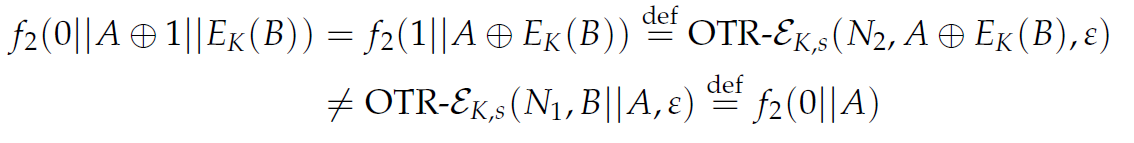 f₂(0||A ⊕ 1||E_K(B)) = f₂(1||A ⊕ E_K(B)) ≝ OTR-ℰ_{K,s}(N₂, A ⊕ E_K(B), ε)
≠ OTR-ℰ_{K,s}(N₁, B||A, ε) ≝ f₂(0||A)